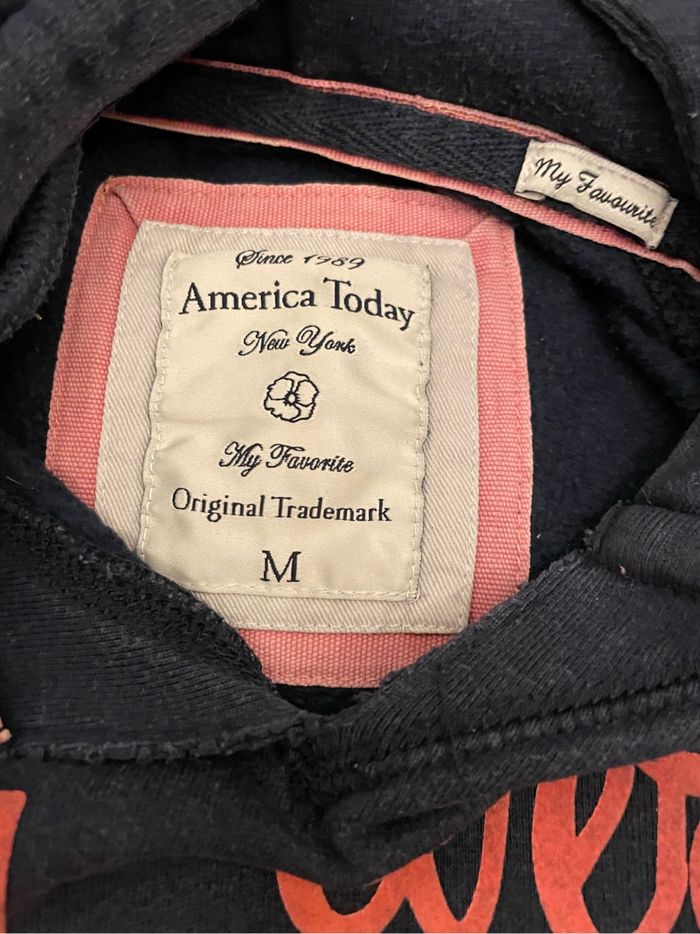 My Favourite
Since 1989
America Today
New York
My Favorite
Original Trademark
M